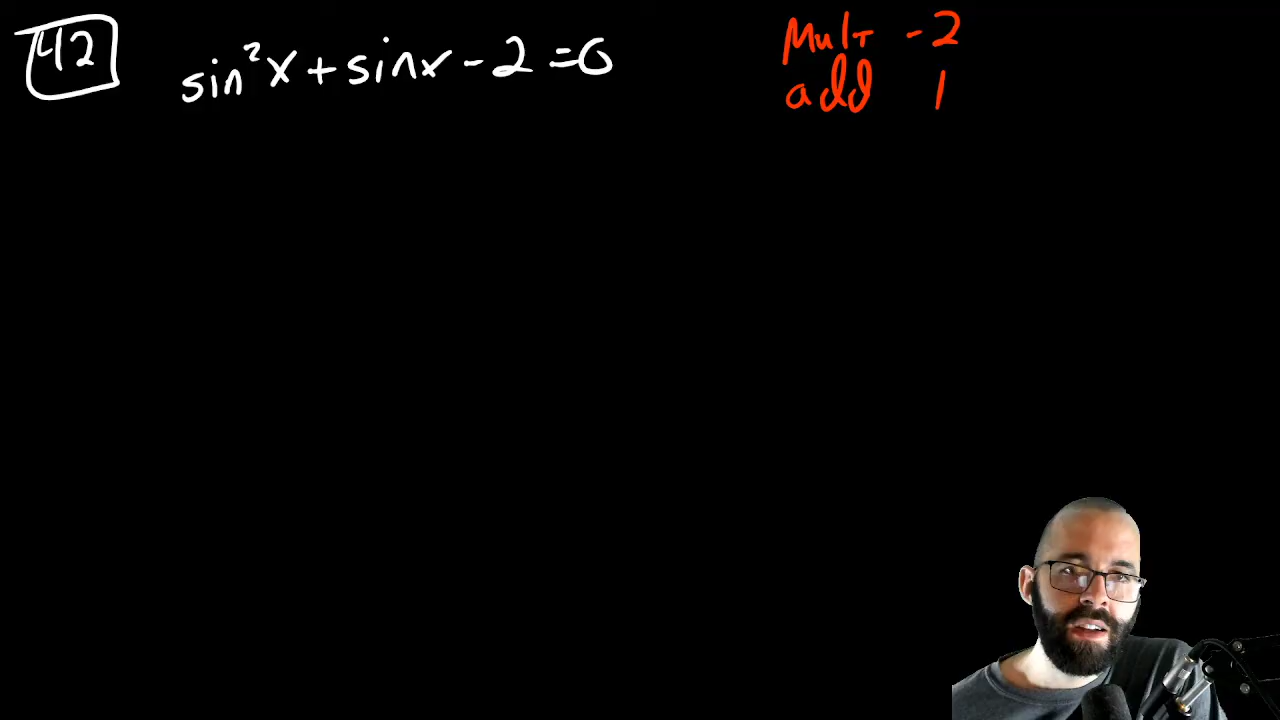 42
sin²x + sinx - 2 = 0
Mult -2
add 1